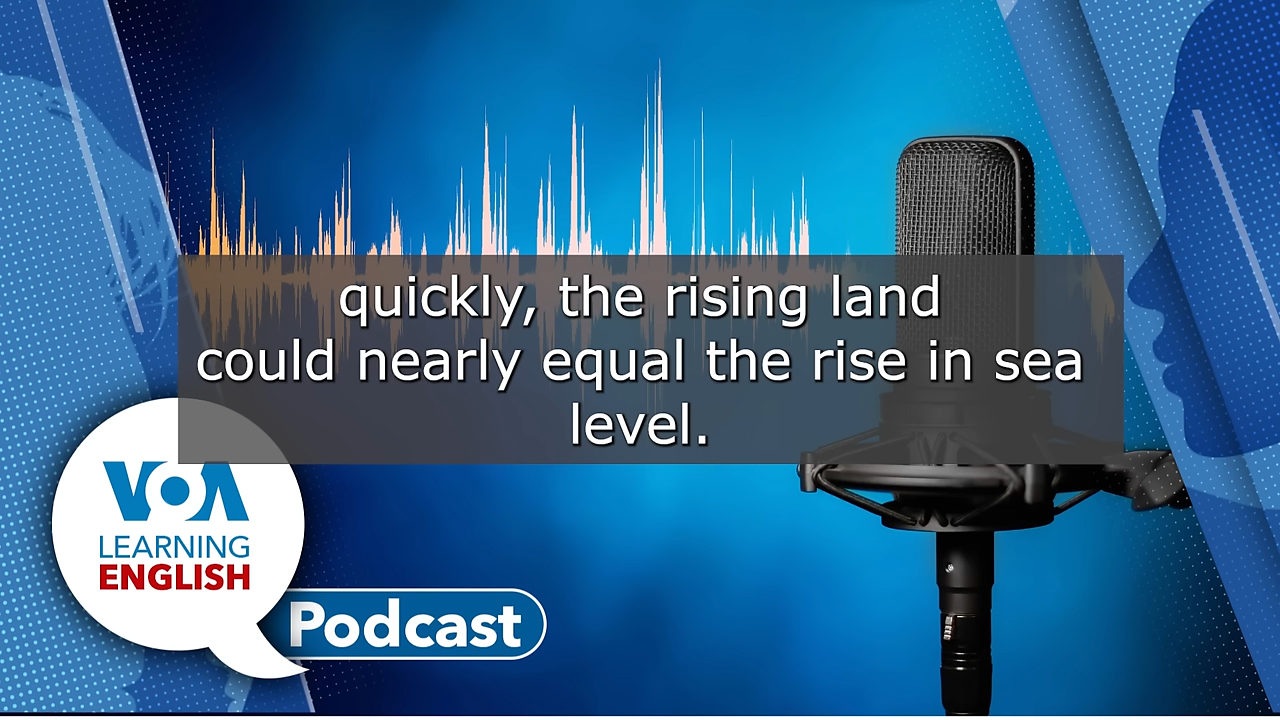 quickly, the rising land
could nearly equal the rise in sea
level.
VOA
LEARNING
ENGLISH
Podcast